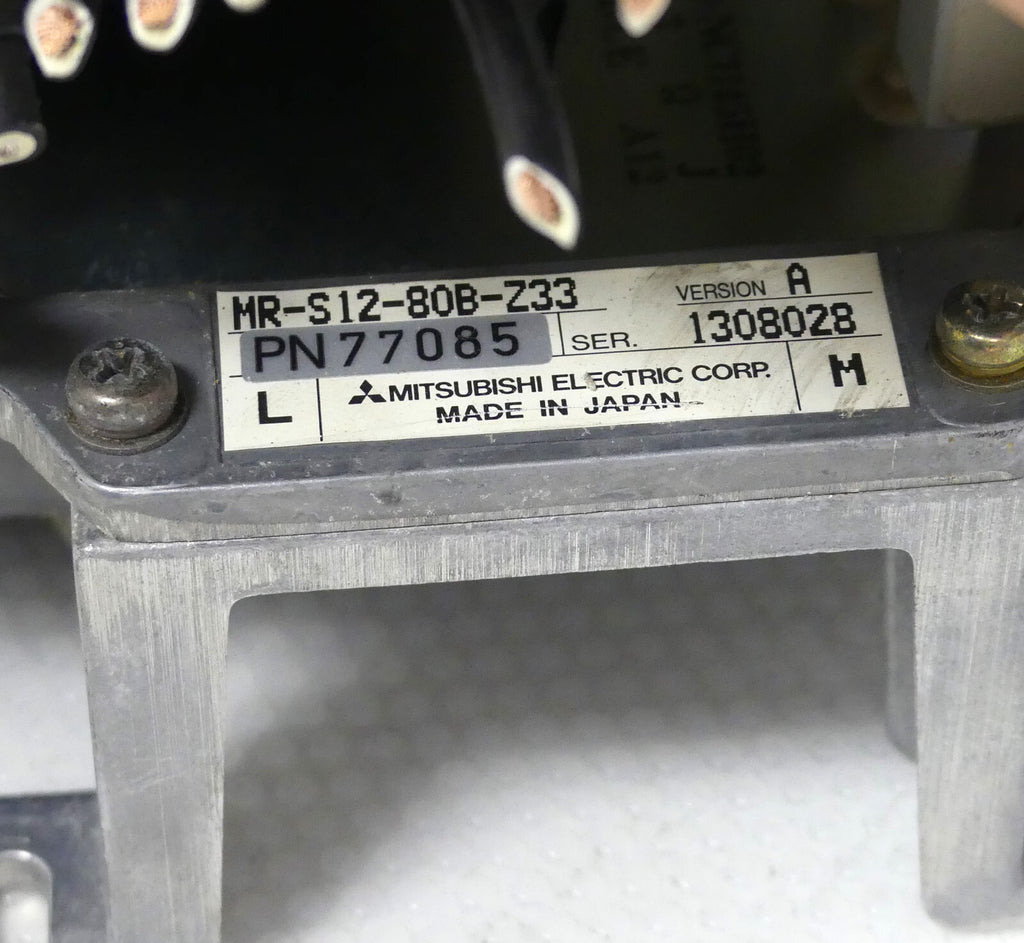 MR-S12-80B-Z33 VERSION A
PN77085 SER. 1308028
L MITSUBISHI ELECTRIC CORP. M
MADE IN JAPAN